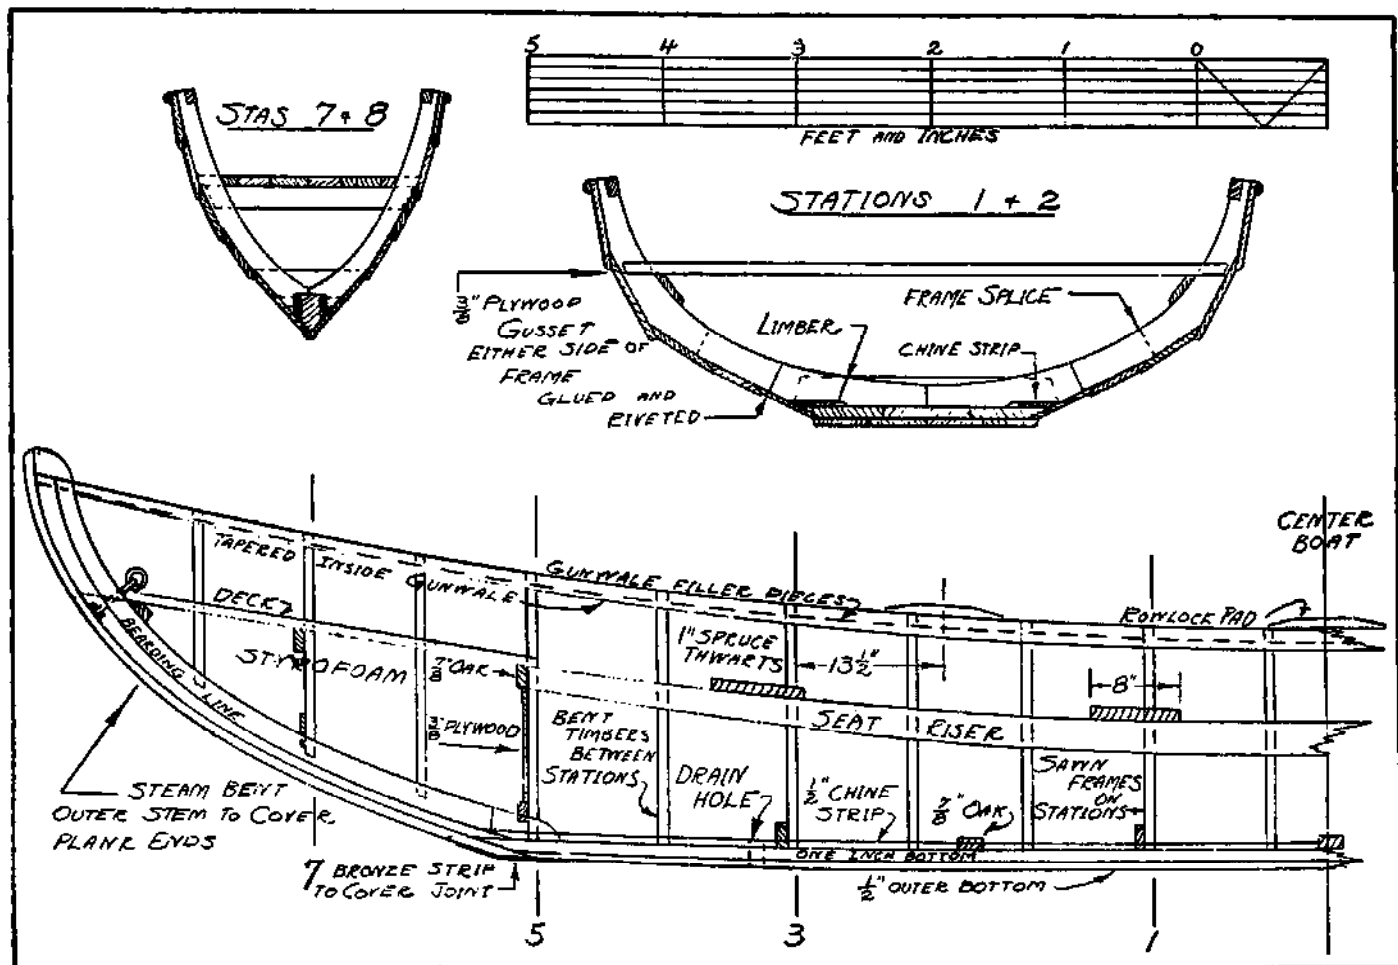 5 4 3 2 1 0
FEET AND INCHES
STAS 7 & 8
STATIONS 1 & 2
3/8" PLYWOOD
GUSSET
EITHER SIDE OF
FRAME
GLUED AND
RIVETED
LIMBER
FRAME SPLICE
CHINE STRIP
CENTER
BOAT
TAPERED INSIDE GUNWALE
GUNWALE FILLER PIECES
ROWLOCK PAD
DECK
1" SPRUCE
THWARTS
13 1/2"
8"
STYROFOAM
7/8" OAK
BEARDING LINE
SEAT RISER
3/8" PLYWOOD
BENT
TIMBERS
BETWEEN
STATIONS
DRAIN
HOLE
1/2" CHINE
STRIP
7/8" OAK
SAWN
FRAMES
ON
STATIONS
STEAM BENT
OUTER STEM TO COVER
PLANK ENDS
ONE INCH BOTTOM
7 BRONZE STRIP
TO COVER JOINT
1/2" OUTER BOTTOM
5 3 1